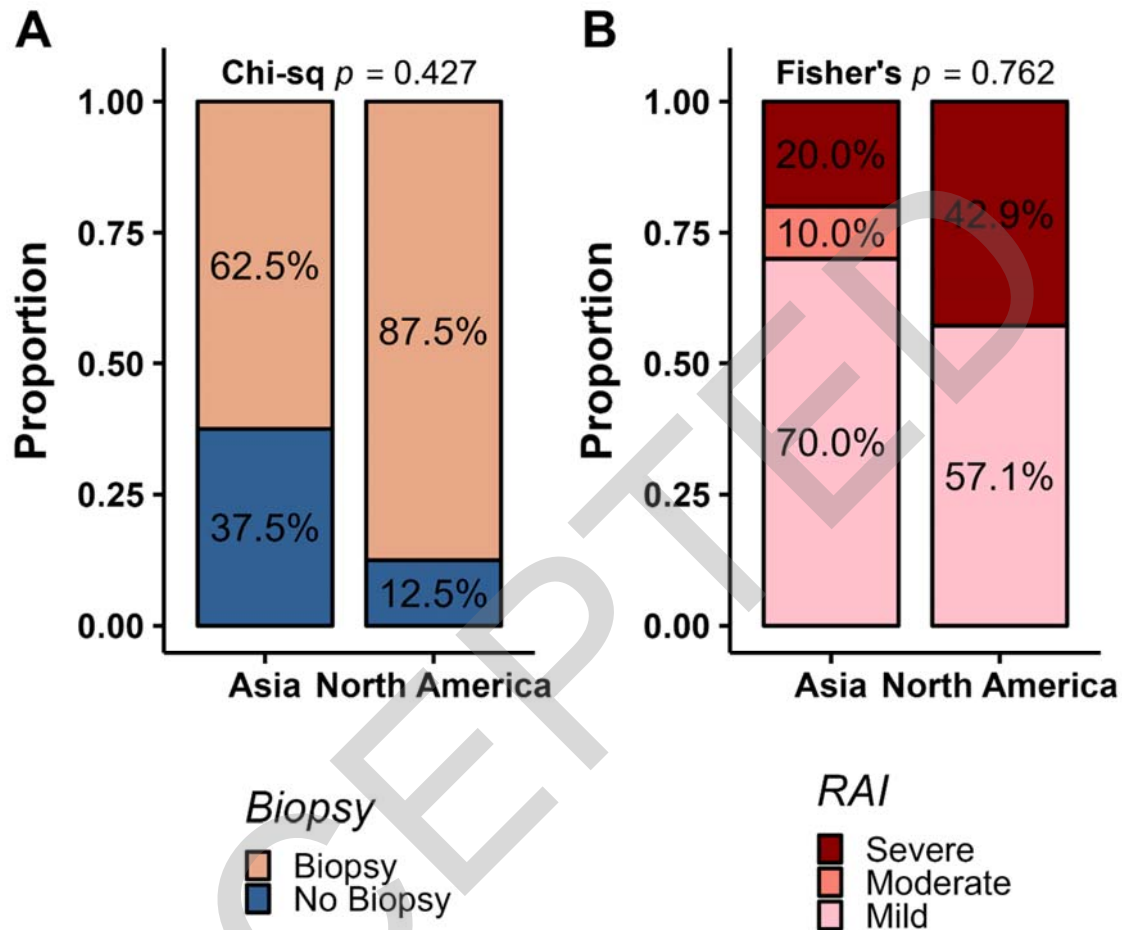 A
Chi-sq p = 0.427
Proportion
1.00
0.75
0.50
0.25
0.00
62.5%
37.5%
87.5%
12.5%
Asia North America
Biopsy
Biopsy
No Biopsy
B
Fisher's p = 0.762
Proportion
1.00
0.75
0.50
0.25
0.00
20.0%
10.0%
70.0%
42.9%
57.1%
Asia North America
RAI
Severe
Moderate
Mild
CEPTED